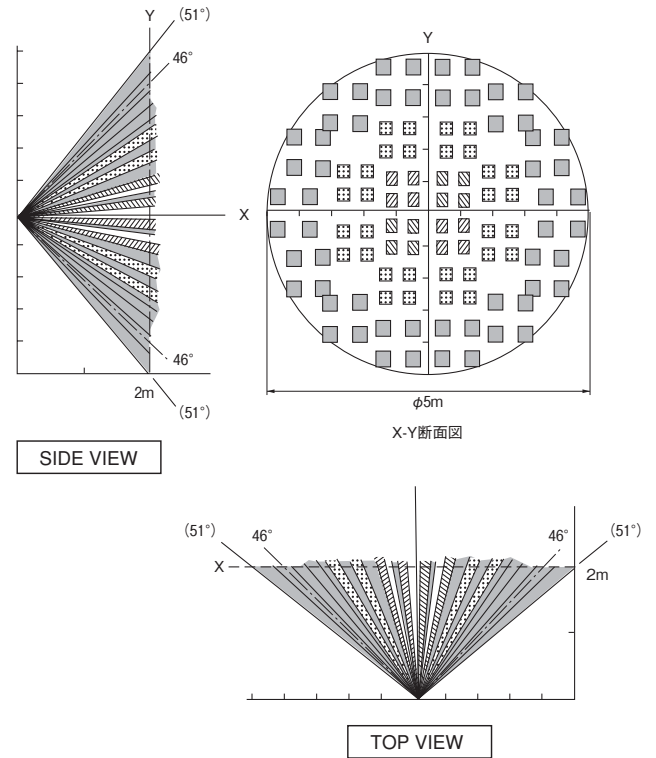 Y
(51°)
46°
X
46°
2m
(51°)
SIDE VIEW
Y
φ5m
X-Y断面図
(51°)
46°
46°
(51°)
X
2m
TOP VIEW